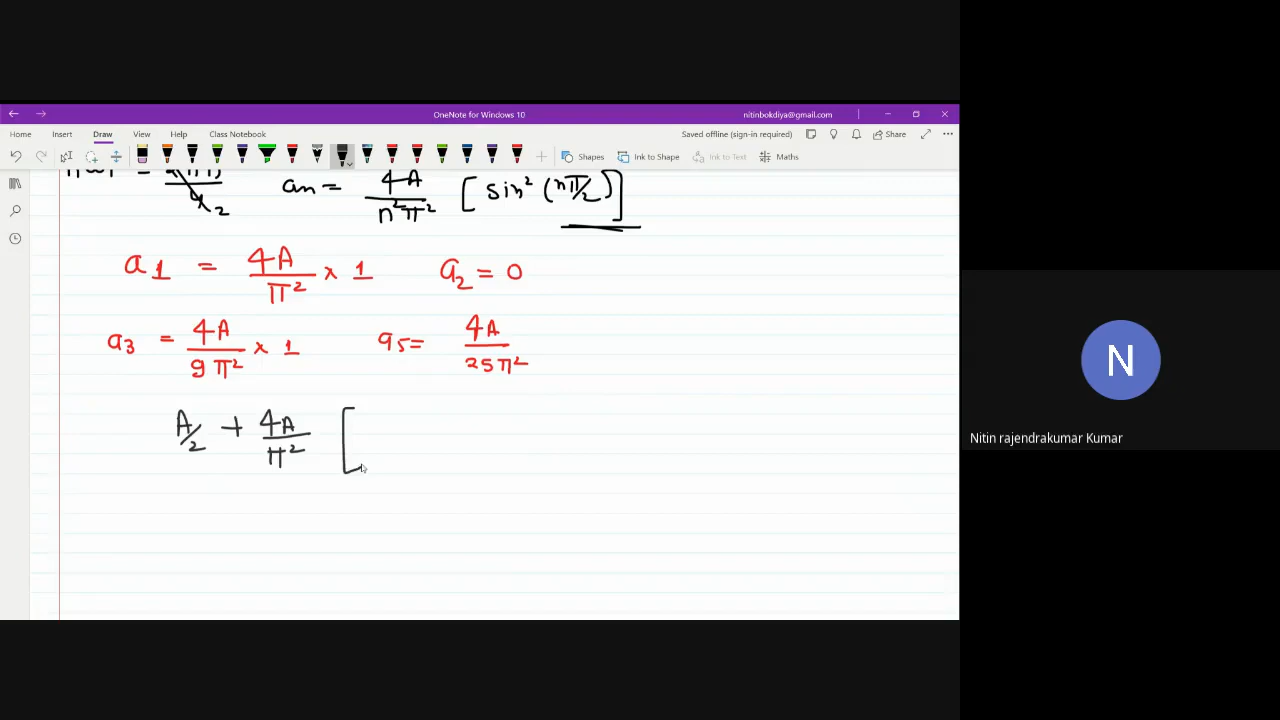 OneNote for Windows 10
nitinbokdiya@gmail.com
Home Insert Draw View Help Class Notebook
Saved offline (sign-in required)
Share
Shapes Ink to Shape Ink to Text Maths
an = 4A/n²π² [sin² (nπ/2)]
a1 = 4A/π² x 1 a2 = 0
a3 = 4A/9π² x 1 a5 = 4A/25π²
A/2 + 4A/π² [
N
Nitin rajendrakumar Kumar